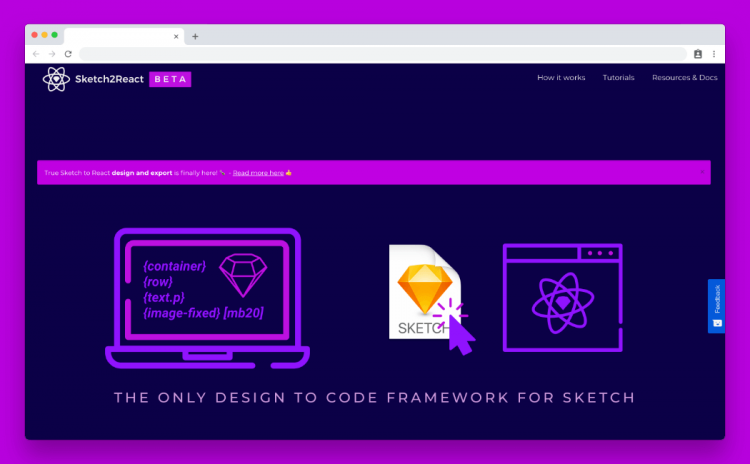 Sketch2React BETA
How it works Tutorials Resources & Docs
True Sketch to React design and export is finally here! - Read more here
{container}
{row}
{text.p}
{image-fixed} [mb20]
SKETCH
Feedback
THE ONLY DESIGN TO CODE FRAMEWORK FOR SKETCH